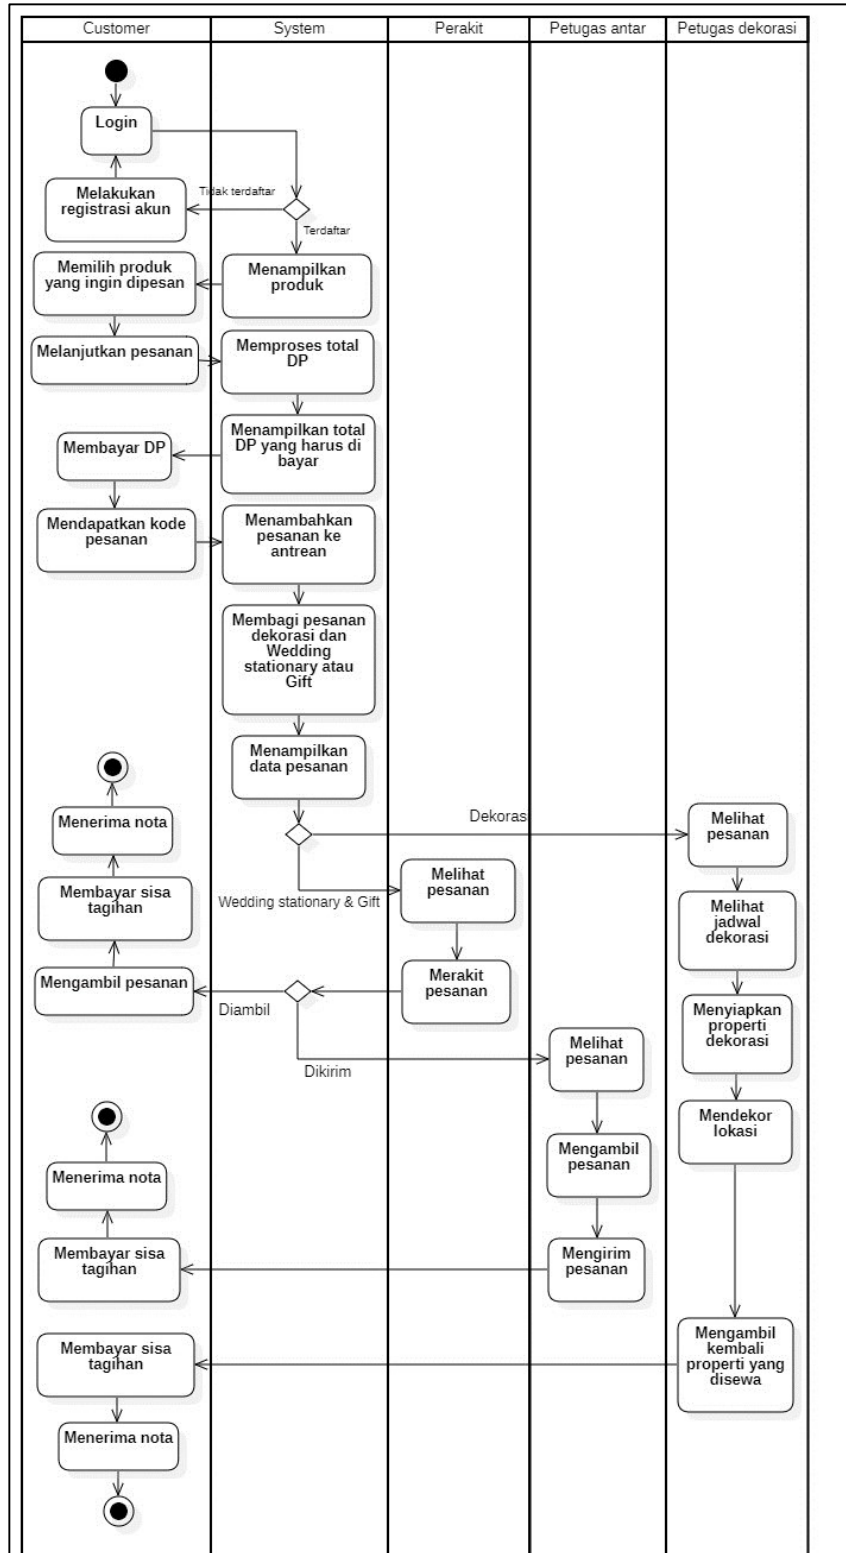 Customer
System
Perakit
Petugas antar
Petugas dekorasi
Login
Melakukan
registrasi akun
Tidak terdaftar
Terdaftar
Memilih produk
yang ingin dipesan
Menampilkan
produk
Melanjutkan pesanan
Memproses total
DP
Menampilkan total
DP yang harus di
bayar
Membayar DP
Mendapatkan kode
pesanan
Menambahkan
pesanan ke
antrean
Membagi pesanan
dekorasi dan
Wedding
stationary atau
Gift
Menampilkan
data pesanan
Dekoras
Wedding stationary & Gift
Melihat
pesanan
Merakit
pesanan
Diambil
Dikirim
Mengambil pesanan
Membayar sisa
tagihan
Menerima nota
Melihat
pesanan
Mengambil
pesanan
Mengirim
pesanan
Membayar sisa
tagihan
Menerima nota
Melihat
pesanan
Melihat
jadwal
dekorasi
Menyiapkan
properti
dekorasi
Mendekor
lokasi
Mengambil
kembali
properti yang
disewa
Membayar sisa
tagihan
Menerima nota